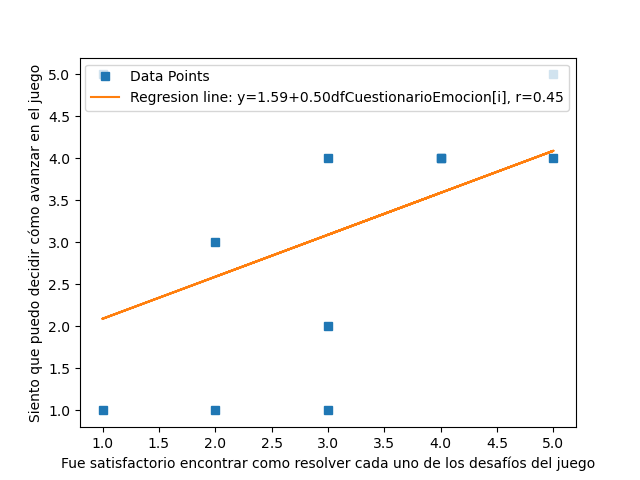 5.0
4.5
4.0
3.5
3.0
2.5
2.0
1.5
1.0
Siento que puedo decidir cómo avanzar en el juego
Data Points
Regresion line: y=1.59+0.50dfCuestionarioEmocion[i], r=0.45
1.0 1.5 2.0 2.5 3.0 3.5 4.0 4.5 5.0
Fue satisfactorio encontrar como resolver cada uno de los desafíos del juego